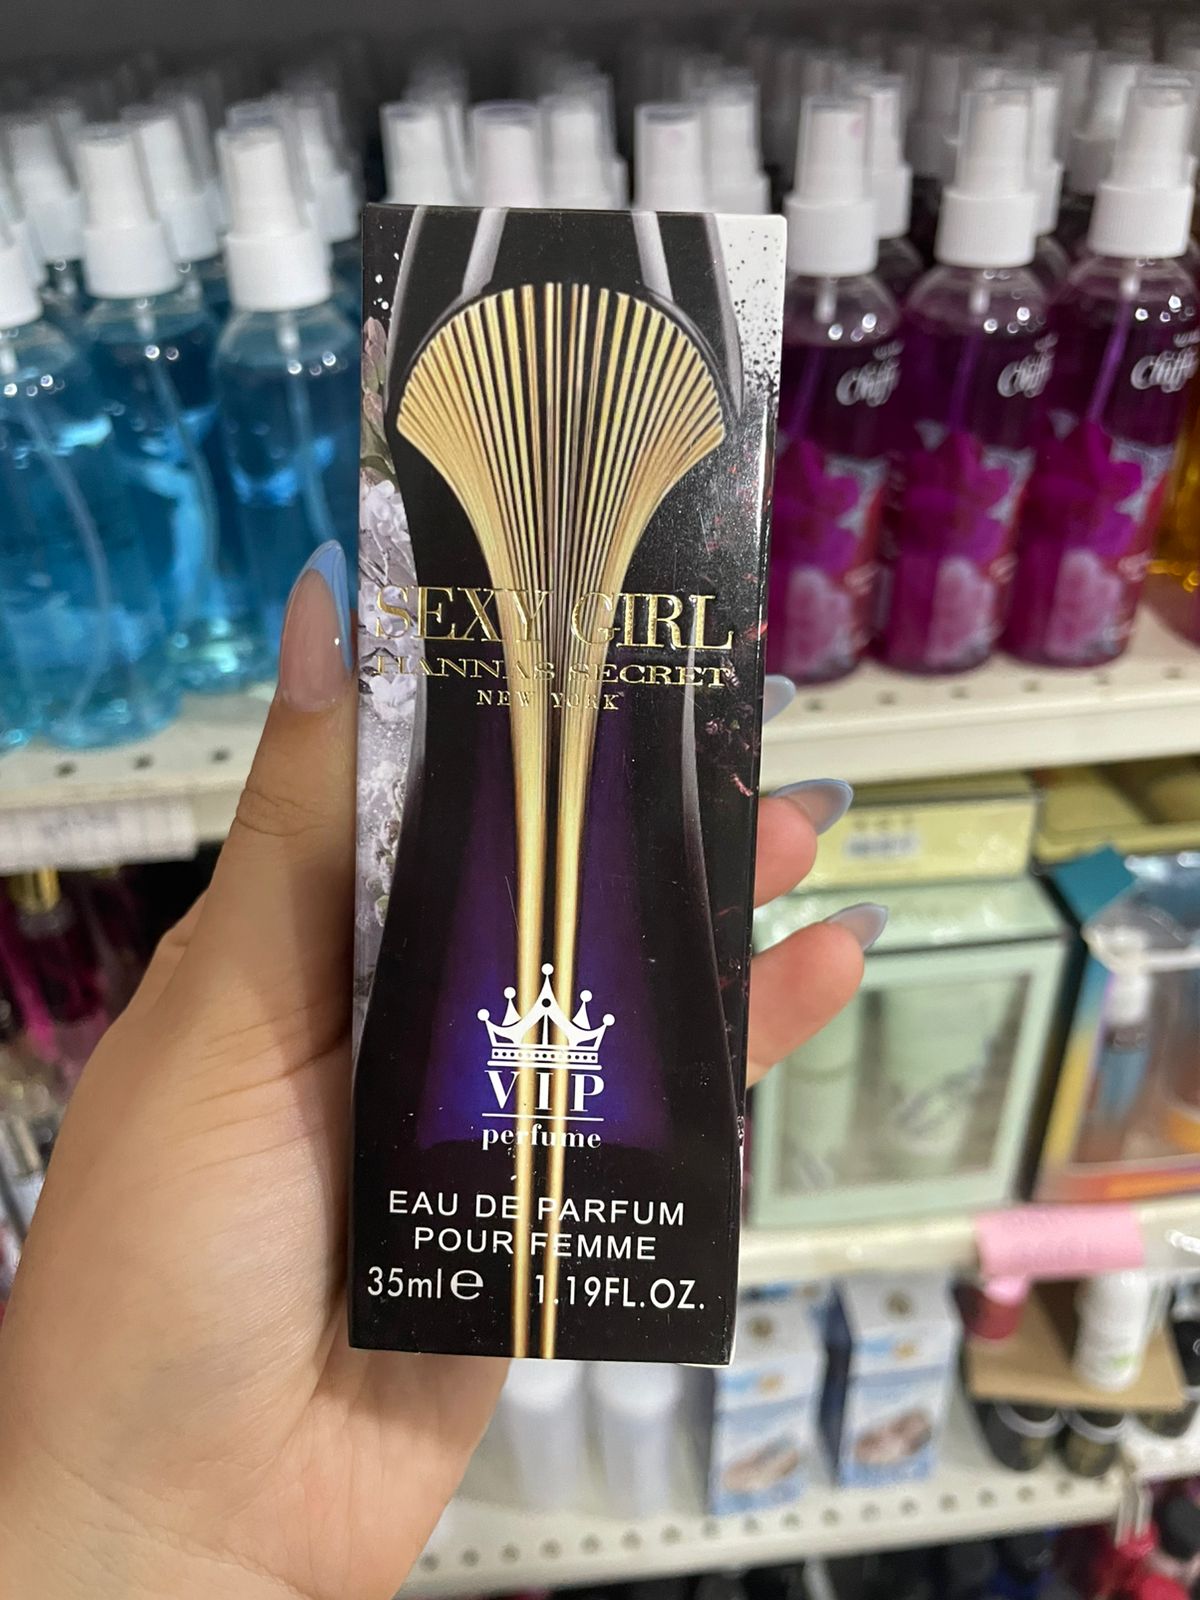 SEXY GIRL
HANNAS SECRET
NEW YORK
VIP
perfume
EAU DE PARFUM
POUR FEMME
35ml℮ 1.19FL.OZ.